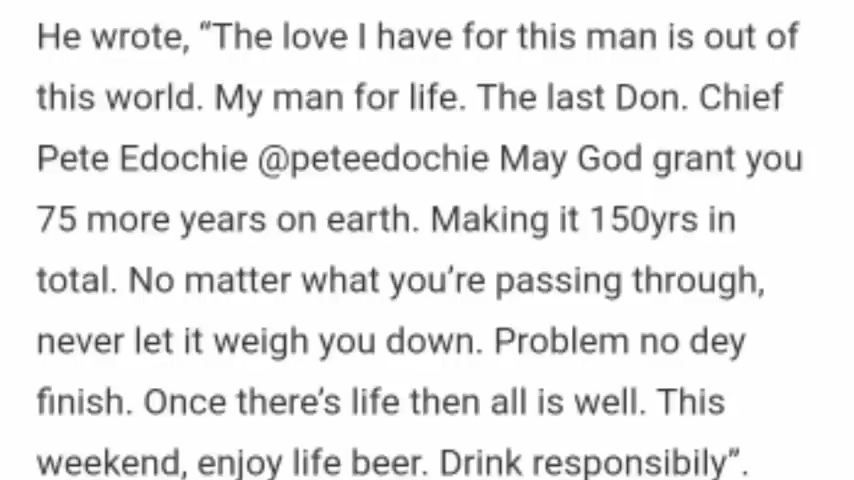 He wrote, “The love I have for this man is out of
this world. My man for life. The last Don. Chief
Pete Edochie @peteedochie May God grant you
75 more years on earth. Making it 150yrs in
total. No matter what you’re passing through,
never let it weigh you down. Problem no dey
finish. Once there’s life then all is well. This
weekend, enjoy life beer. Drink responsibily”.